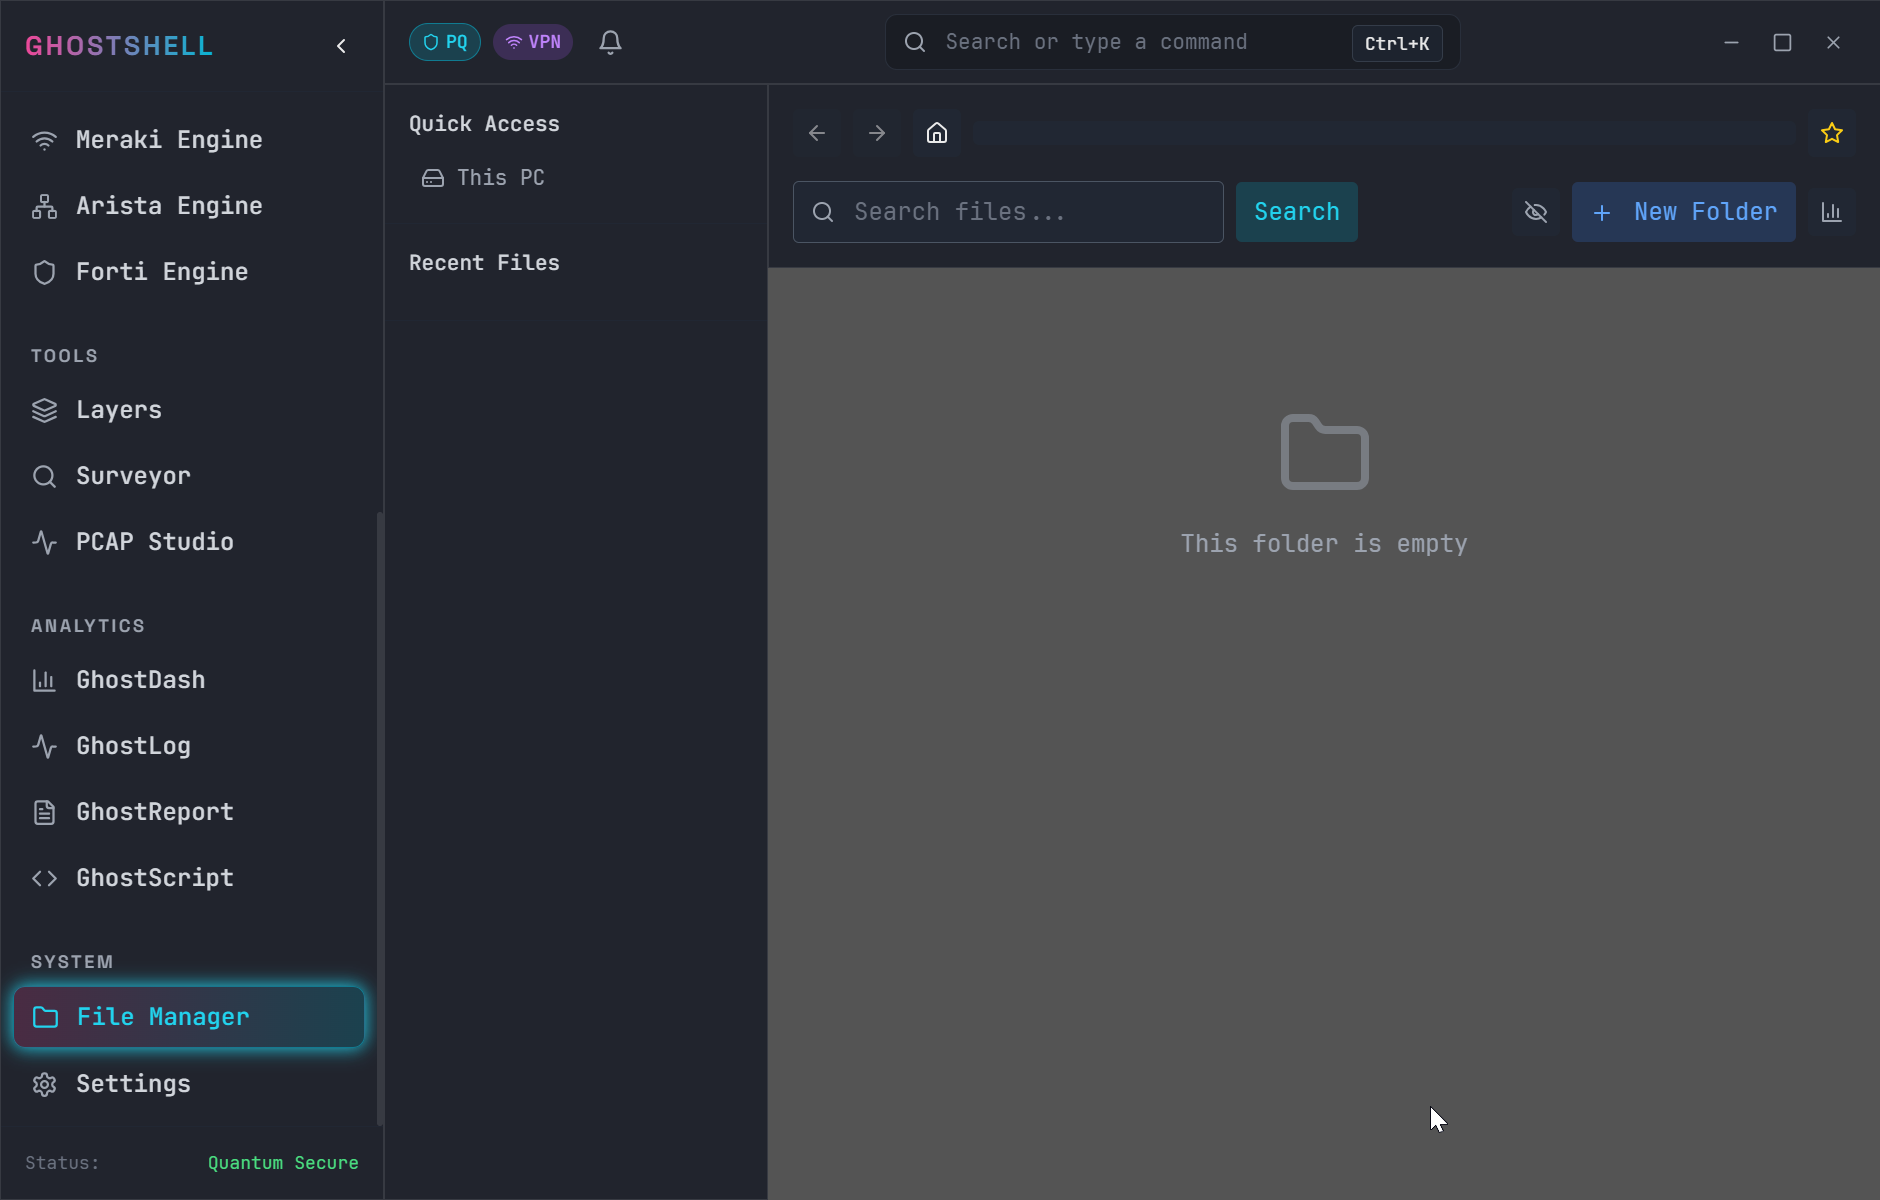 GHOSTSHELL
PQ
VPN
Search or type a command
Ctrl+K
Meraki Engine
Arista Engine
Forti Engine
TOOLS
Layers
Surveyor
PCAP Studio
ANALYTICS
GhostDash
GhostLog
GhostReport
GhostScript
SYSTEM
File Manager
Settings
Status: Quantum Secure
Quick Access
This PC
Recent Files
Search files...
Search
New Folder
This folder is empty